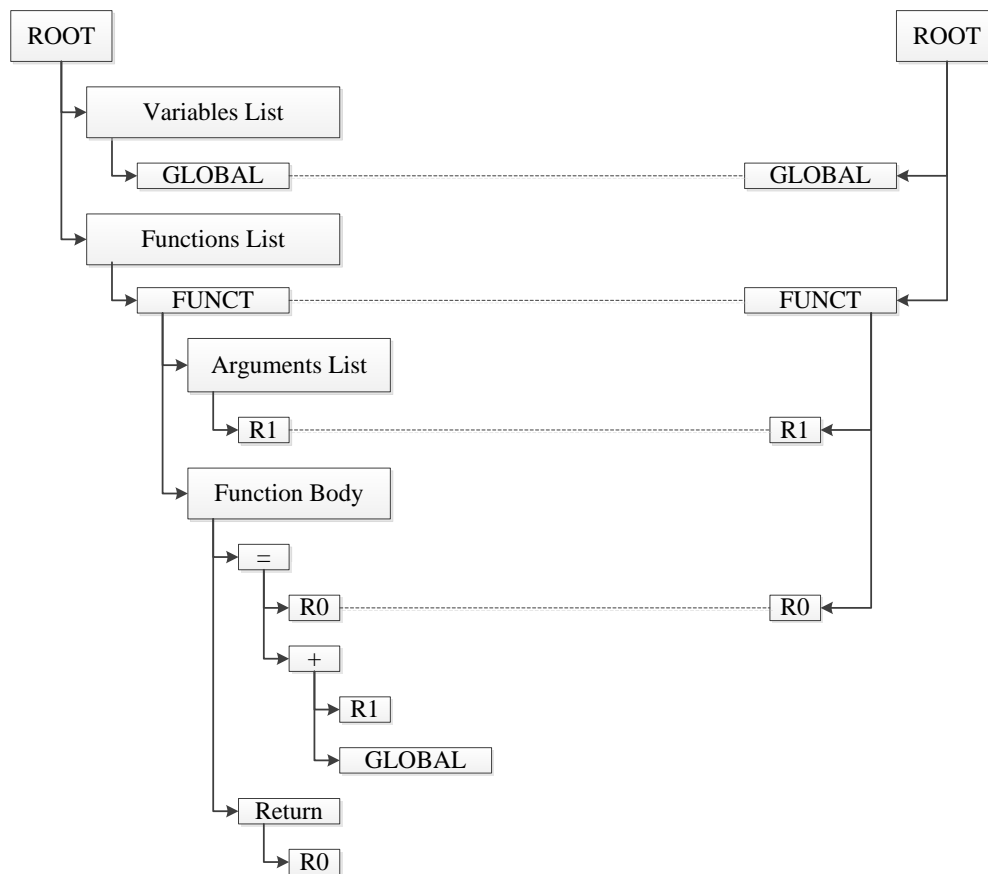 ROOT ROOT
Variables List
GLOBAL GLOBAL
Functions List
FUNCT FUNCT
Arguments List
R1 R1
Function Body
=
R0 R0
+
R1
GLOBAL
Return
R0